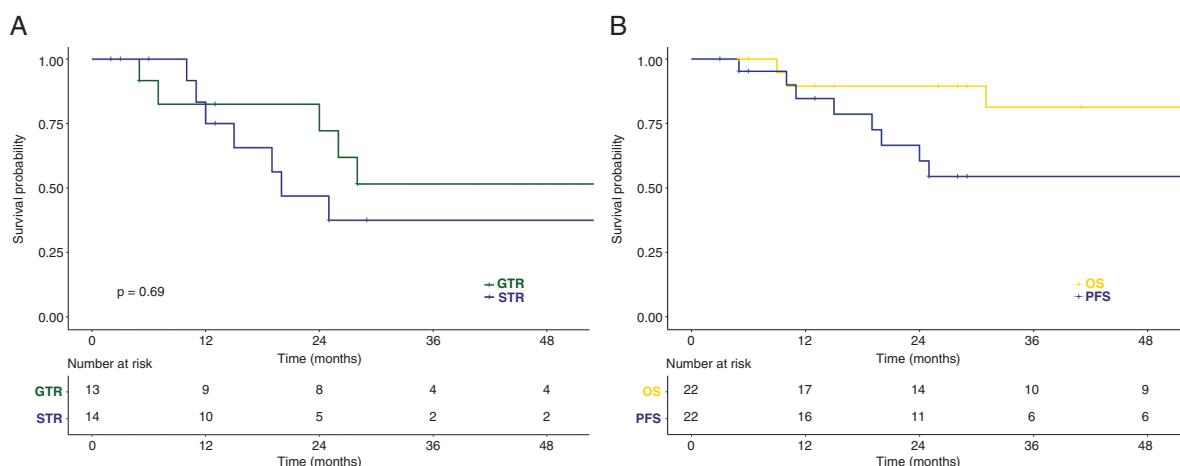 A
1.00
0.75
0.50
0.25
0.00
Survival probability
p = 0.69
GTR
STR
0 12 24 36 48
Time (months)
Number at risk
GTR 13 9 8 4 4
STR 14 10 5 2 2
0 12 24 36 48
Time (months)
B
1.00
0.75
0.50
0.25
0.00
Survival probability
OS
PFS
0 12 24 36 48
Time (months)
Number at risk
OS 22 17 14 10 9
PFS 22 16 11 6 6
0 12 24 36 48
Time (months)